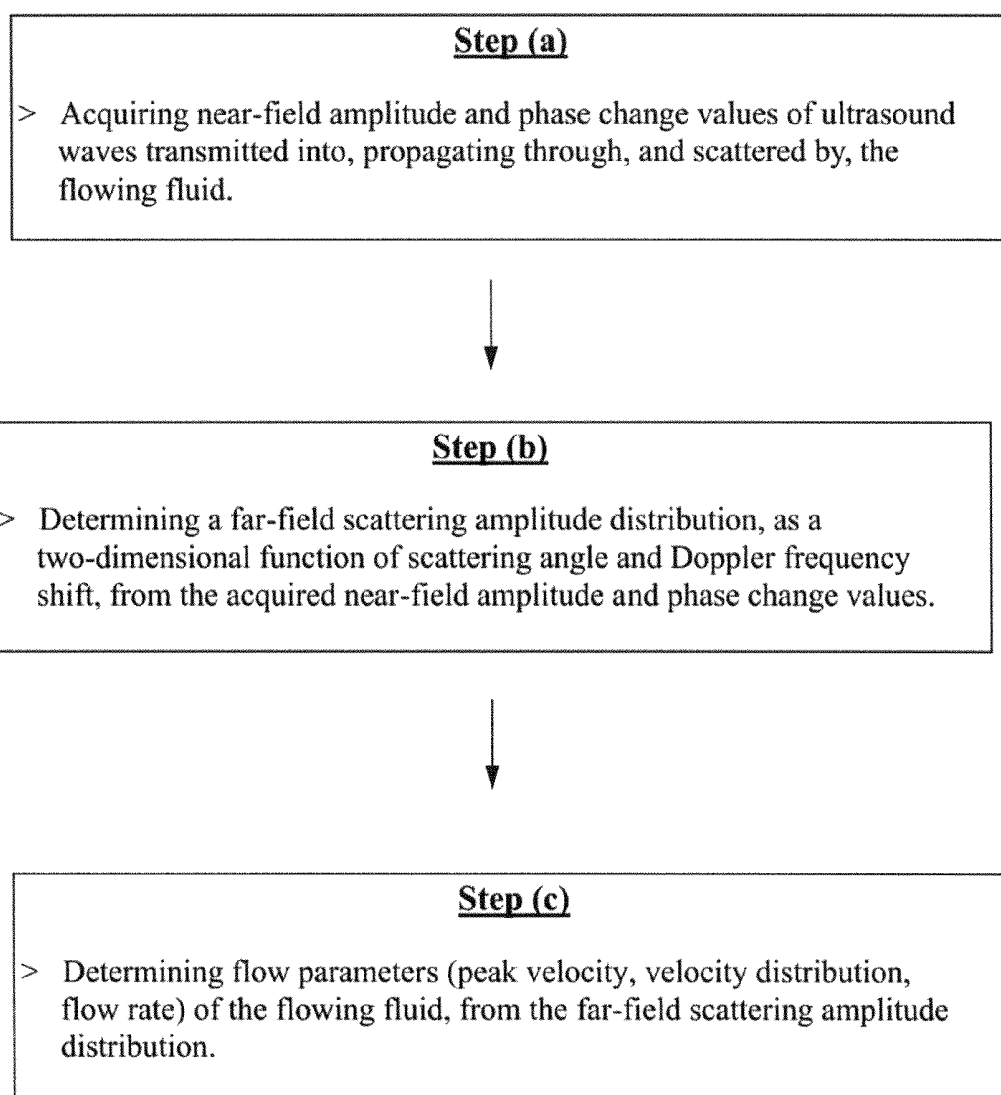 Step (a)
> Acquiring near-field amplitude and phase change values of ultrasound
waves transmitted into, propagating through, and scattered by, the
flowing fluid.
Step (b)
> Determining a far-field scattering amplitude distribution, as a
two-dimensional function of scattering angle and Doppler frequency
shift, from the acquired near-field amplitude and phase change values.
Step (c)
> Determining flow parameters (peak velocity, velocity distribution,
flow rate) of the flowing fluid, from the far-field scattering amplitude
distribution.